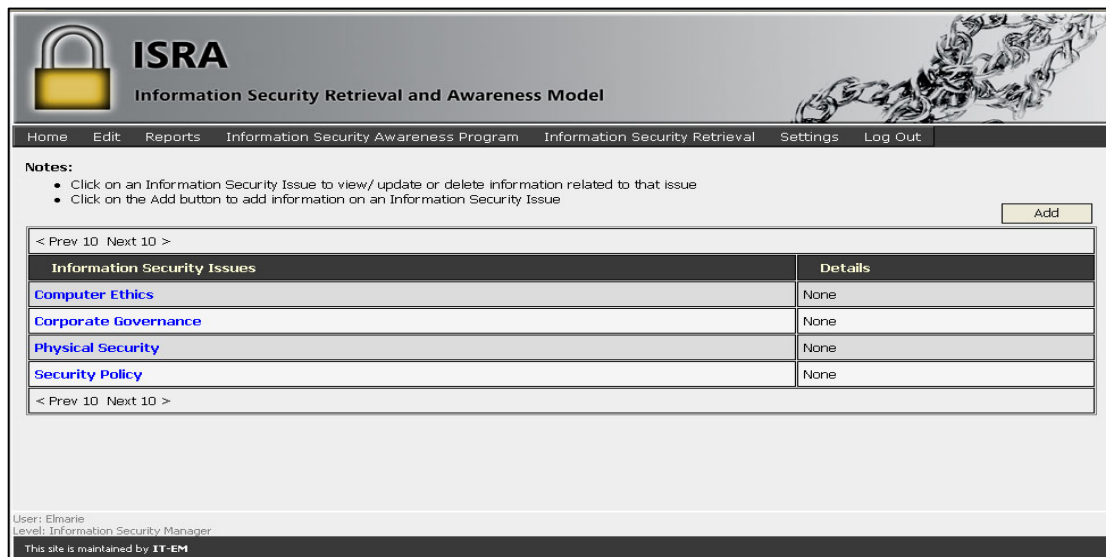 ISRA
Information Security Retrieval and Awareness Model
Home Edit Reports Information Security Awareness Program Information Security Retrieval Settings Log Out
Notes:
• Click on an Information Security Issue to view/ update or delete information related to that issue
• Click on the Add button to add information on an Information Security Issue
Add
< Prev 10 Next 10 >
Information Security Issues Details
Computer Ethics None
Corporate Governance None
Physical Security None
Security Policy None
< Prev 10 Next 10 >
User: Elmarie
Level: Information Security Manager
This site is maintained by IT-EM